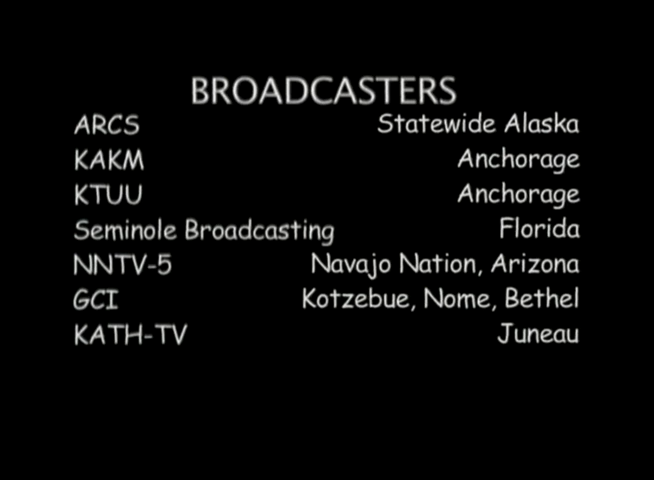 BROADCASTERS
ARCS Statewide Alaska
KAKM Anchorage
KTUU Anchorage
Seminole Broadcasting Florida
NNTV-5 Navajo Nation, Arizona
GCI Kotzebue, Nome, Bethel
KATH-TV Juneau